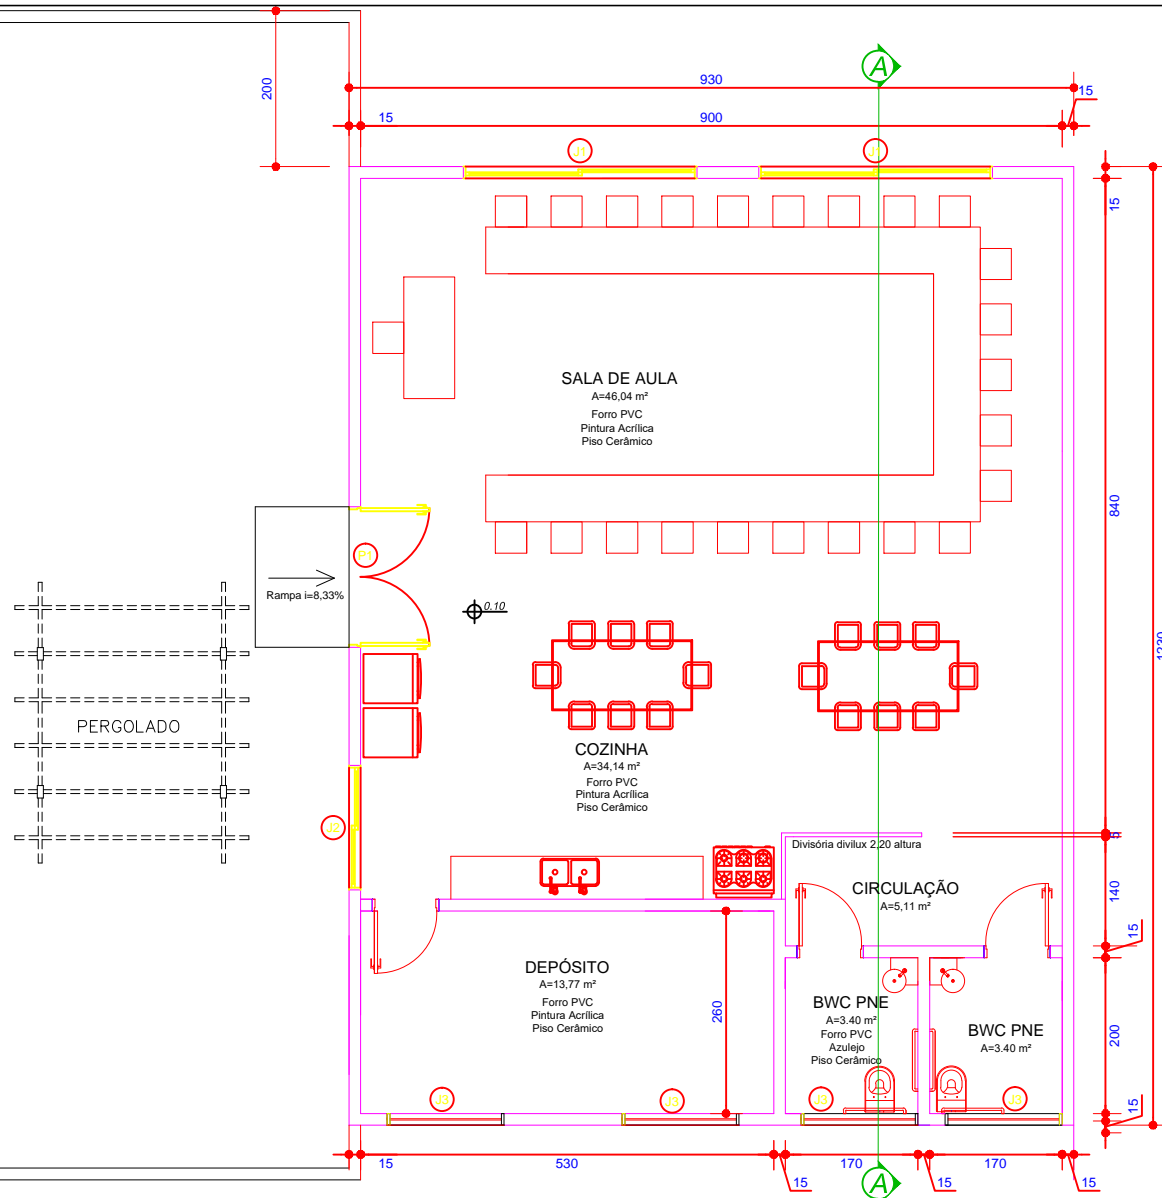 A
930
15
200
15
900
J1
J1
15
SALA DE AULA
A=46,04 m²
Forro PVC
Pintura Acrílica
Piso Cerâmico
840
P1
Rampa i=8,33%
0.10
PERGOLADO
COZINHA
A=34,14 m²
Forro PVC
Pintura Acrílica
Piso Cerâmico
J2
5
Divisória divilux 2,20 altura
CIRCULAÇÃO
A=5,11 m²
140
15
DEPÓSITO
A=13,77 m²
Forro PVC
Pintura Acrílica
Piso Cerâmico
260
BWC PNE
A=3.40 m²
Forro PVC
Azulejo
Piso Cerâmico
BWC PNE
A=3.40 m²
200
J3
J3
J3
J3
15
15
530
170
170
A
15
15
15